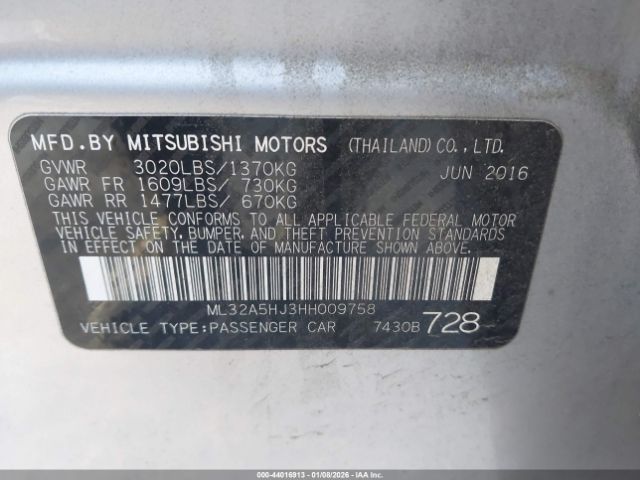 MFD.BY MITSUBISHI MOTORS (THAILAND)CO.,LTD.
GVWR 3020LBS/1370KG JUN 2016
GAWR FR 1609LBS/ 730KG
GAWR RR 1477LBS/ 670KG
THIS VEHICLE CONFORMS TO ALL APPLICABLE FEDERAL MOTOR
VEHICLE SAFETY, BUMPER, AND THEFT PREVENTION STANDARDS
IN EFFECT ON THE DATE OF MANUFACTURE SHOWN ABOVE.
ML32A5HJ3HH009758
VEHICLE TYPE:PASSENGER CAR 7430B 728
000-44016913 - 01/08/2026 - 34513